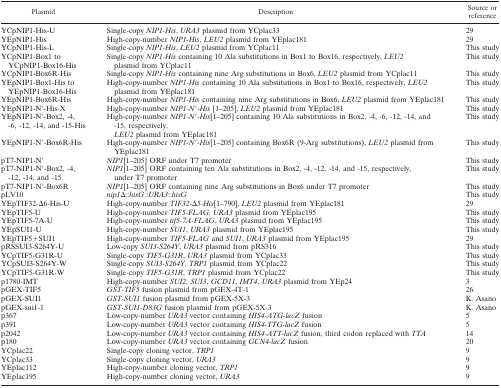 Plasmid Description Source or reference
YCpNIP1-His-U Single-copy NIP1-His, URA3 plasmid from YCplac33 29
YEpNIP1-His High-copy-number NIP1-His, LEU2 plasmid from YEplac181 29
YCpNIP1-His-L Single-copy NIP1-His, LEU2 plasmid from YCplac11 This study
YCpNIP1-Box1 to Single-copy NIP1-His containing 10 Ala substitutions in Box1 to Box16, respectively, LEU2 This study
YCpNIP1-Box16-His plasmid from YCplac11
YCpNIP1-Box6R-His Single-copy NIP1-His containing nine Arg substitutions in Box6, LEU2 plasmid from YCplac11 This study
YEpNIP1-Box1-His to High-copy-number NIP1-His containing 10 Ala substitutions in Box1 to Box16, respectively, LEU2 This study
YEpNIP1-Box16-His plasmid from YEplac181
YEpNIP1-Box6R-His High-copy-number NIP1-His containing nine Arg substitutions in Box6, LEU2 plasmid from YEplac181 This study
YEpNIP1-N′-His-X High-copy-number NIP1-N′-His [1–205], LEU2 plasmid from YEplac181 This study
YEpNIP1-N′-Box2, -4, High-copy-number NIP1-N′-His[1–205] containing 10 Ala substitutions in Box2, -4, -6, -12, -14, and This study
-6, -12, -14, and -15-His -15, respectively,
LEU2 plasmid from YEplac181
YEpNIP1-N′-Box6R-His High-copy-number NIP1-N′-His[1–205] containing Box6R (9-Arg substitutions), LEU2 plasmid from This study
YEplac181
pT7-NIP1-N′ NIP1[1–205] ORF under T7 promoter This study
pT7-NIP1-N′-Box2, -4, NIP1[1–205] ORF containing ten Ala substitutions in Box2, -4, -12, -14, and -15, respectively, This study
-12, -14, and -15 under T7 promoter
pT7-NIP1-N′-Box6R NIP1[1–205] ORF containing nine Arg substitutions in Box6 under T7 promoter This study
pLV10 nip1Δ::hisG::URA3::hisG This study
YEpTIF32-Δ6-His-U High-copy-number TIF32-Δ5-His[1–790], LEU2 plasmid from YEplac181 29
YEpTIF5-U High-copy-number TIF5-FLAG, URA3 plasmid from YEplac195 This study
YEpTIF5-7A-U High-copy-number tif5-7A-FLAG, URA3 plasmid from YEplac195 This study
YEpSUI1-U High-copy-number SUI1, URA3 plasmid from YEplac195 This study
YEpTIF5+SUI1 High-copy-number TIF5-FLAG and SUI1, URA3 plasmid from YEplac195 29
pRSSUI3-S264Y-U Low-copy SUI3-S264Y, URA3 plasmid from pRS316 This study
YCpTIF5-G31R-U Single-copy TIF5-G31R, URA3 plasmid from YCplac33 This study
YCpSUI3-S264Y-W Single-copy SUI3-S264Y, TRP1 plasmid from YCplac22 This study
YCpTIF5-G31R-W Single-copy TIF5-G31R, TRP1 plasmid from YCplac22 This study
p1780-IMT High-copy-number SUI2, SUI3, GCD11, IMT4, URA3 plasmid from YEp24 3
pGEX-TIF5 GST-TIF5 fusion plasmid from pGEX-4T-1 26
pGEX-SUI1 GST-SUI1 fusion plasmid from pGEX-5X-3 K. Asano
pGEX-sui1-1 GST-SUI1-D83G fusion plasmid from pGEX-5X-3 K. Asano
p367 Low-copy-number URA3 vector containing HIS4-ATG-lacZ fusion 5
p391 Low-copy-number URA3 vector containing HIS4-TTG-lacZ fusion 5
p2042 Low-copy-number URA3 vector containing HIS4-ATT-lacZ fusion, third codon replaced with TTA 14
p180 Low-copy-number URA3 vector containing GCN4-lacZ fusion 20
YCplac22 Single-copy cloning vector, TRP1 9
YCplac33 Single-copy cloning vector, URA3 9
YEplac112 High-copy-number cloning vector, TRP1 9
YEplac195 High-copy-number cloning vector, URA3 9